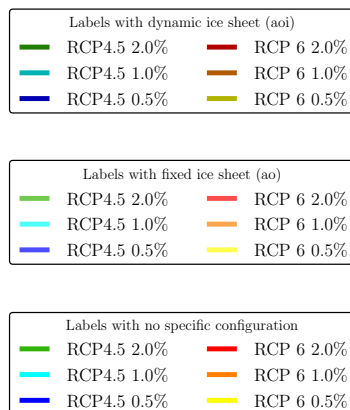 Labels with dynamic ice sheet (aoi)
RCP4.5 2.0% RCP 6 2.0%
RCP4.5 1.0% RCP 6 1.0%
RCP4.5 0.5% RCP 6 0.5%
Labels with fixed ice sheet (ao)
RCP4.5 2.0% RCP 6 2.0%
RCP4.5 1.0% RCP 6 1.0%
RCP4.5 0.5% RCP 6 0.5%
Labels with no specific configuration
RCP4.5 2.0% RCP 6 2.0%
RCP4.5 1.0% RCP 6 1.0%
RCP4.5 0.5% RCP 6 0.5%